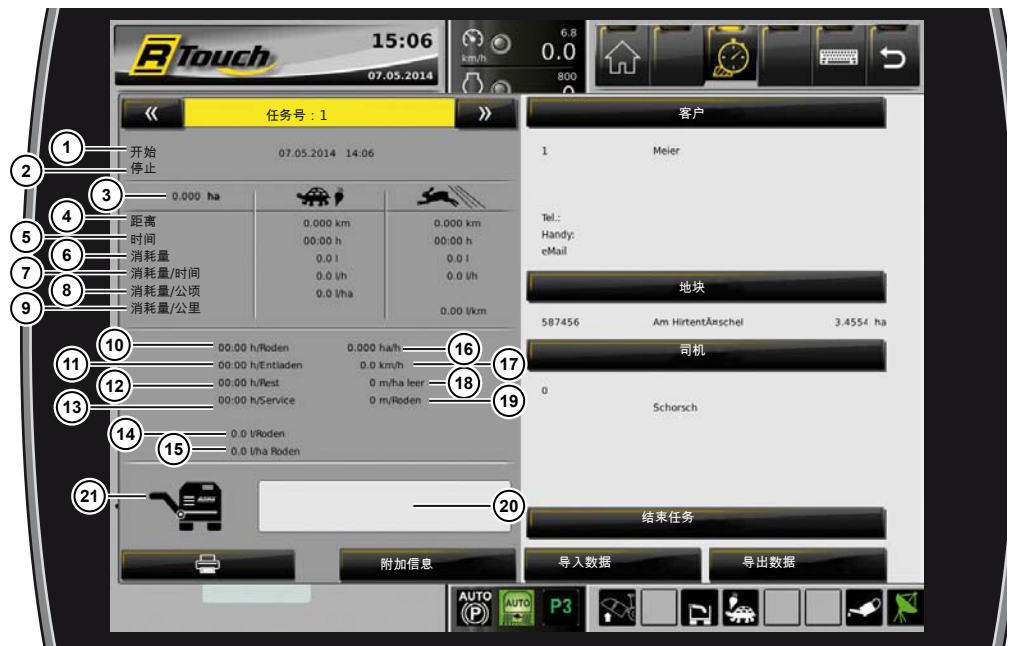 R Touch
15:06
07.05.2014
km/h
6.8
0.0
800
任务号 : 1
客户
开始 07.05.2014 14:06
停止
1 Meier
0.000 ha
距离 0.000 km 0.000 km
时间 00:00 h 00:00 h
消耗量 0.0 l 0.0 l
消耗量/时间 0.0 l/h 0.0 l/h
消耗量/公顷 0.0 l/ha
消耗量/公里 0.00 l/km
Tel.:
Handy:
eMail
地块
587456 Am HirtentÄ¤schel 3.4554 ha
司机
0
Schorsch
00:00 h/Roden 0.000 ha/h
00:00 h/Entladen 0.0 km/h
00:00 h/Rest 0 m/ha leer
00:00 h/Service 0 m/Roden
0.0 l/Roden
0.0 l/ha Roden
结束任务
附加信息
导入数据
导出数据
AUTO
P
AUTO
P3
1
2
3
4
5
6
7
8
9
10
11
12
13
14
15
16
17
18
19
20
21